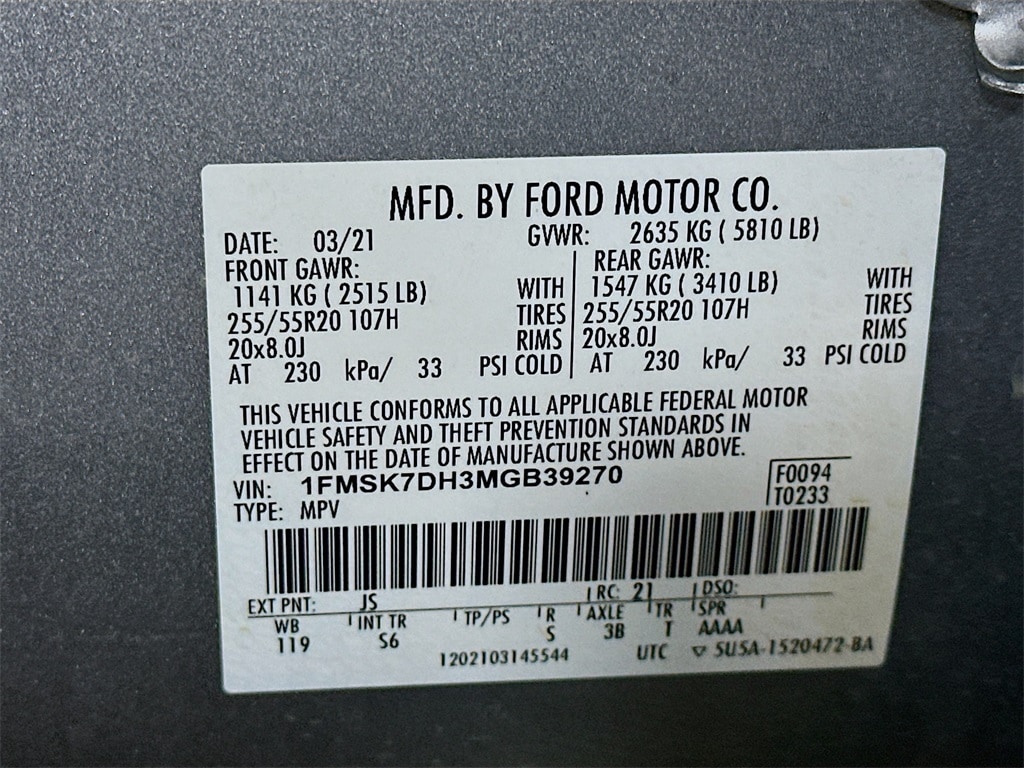 MFD. BY FORD MOTOR CO.
DATE: 03/21 GVWR: 2635 KG ( 5810 LB)
FRONT GAWR: REAR GAWR:
1141 KG ( 2515 LB) WITH 1547 KG ( 3410 LB) WITH
255/55R20 107H TIRES 255/55R20 107H TIRES
20x8.0J RIMS 20x8.0J RIMS
AT 230 kPa/ 33 PSI COLD AT 230 kPa/ 33 PSI COLD
THIS VEHICLE CONFORMS TO ALL APPLICABLE FEDERAL MOTOR
VEHICLE SAFETY AND THEFT PREVENTION STANDARDS IN
EFFECT ON THE DATE OF MANUFACTURE SHOWN ABOVE.
VIN: 1FMSK7DH3MGB39270 F0094
TYPE: MPV T0233
EXT PNT: JS RC: 21 DSO:
WB INT TR TP/PS R AXLE TR SPR
119 S6 S 3B T AAAA
1202103145544 UTC ▽ 5U5A-1520472-BA